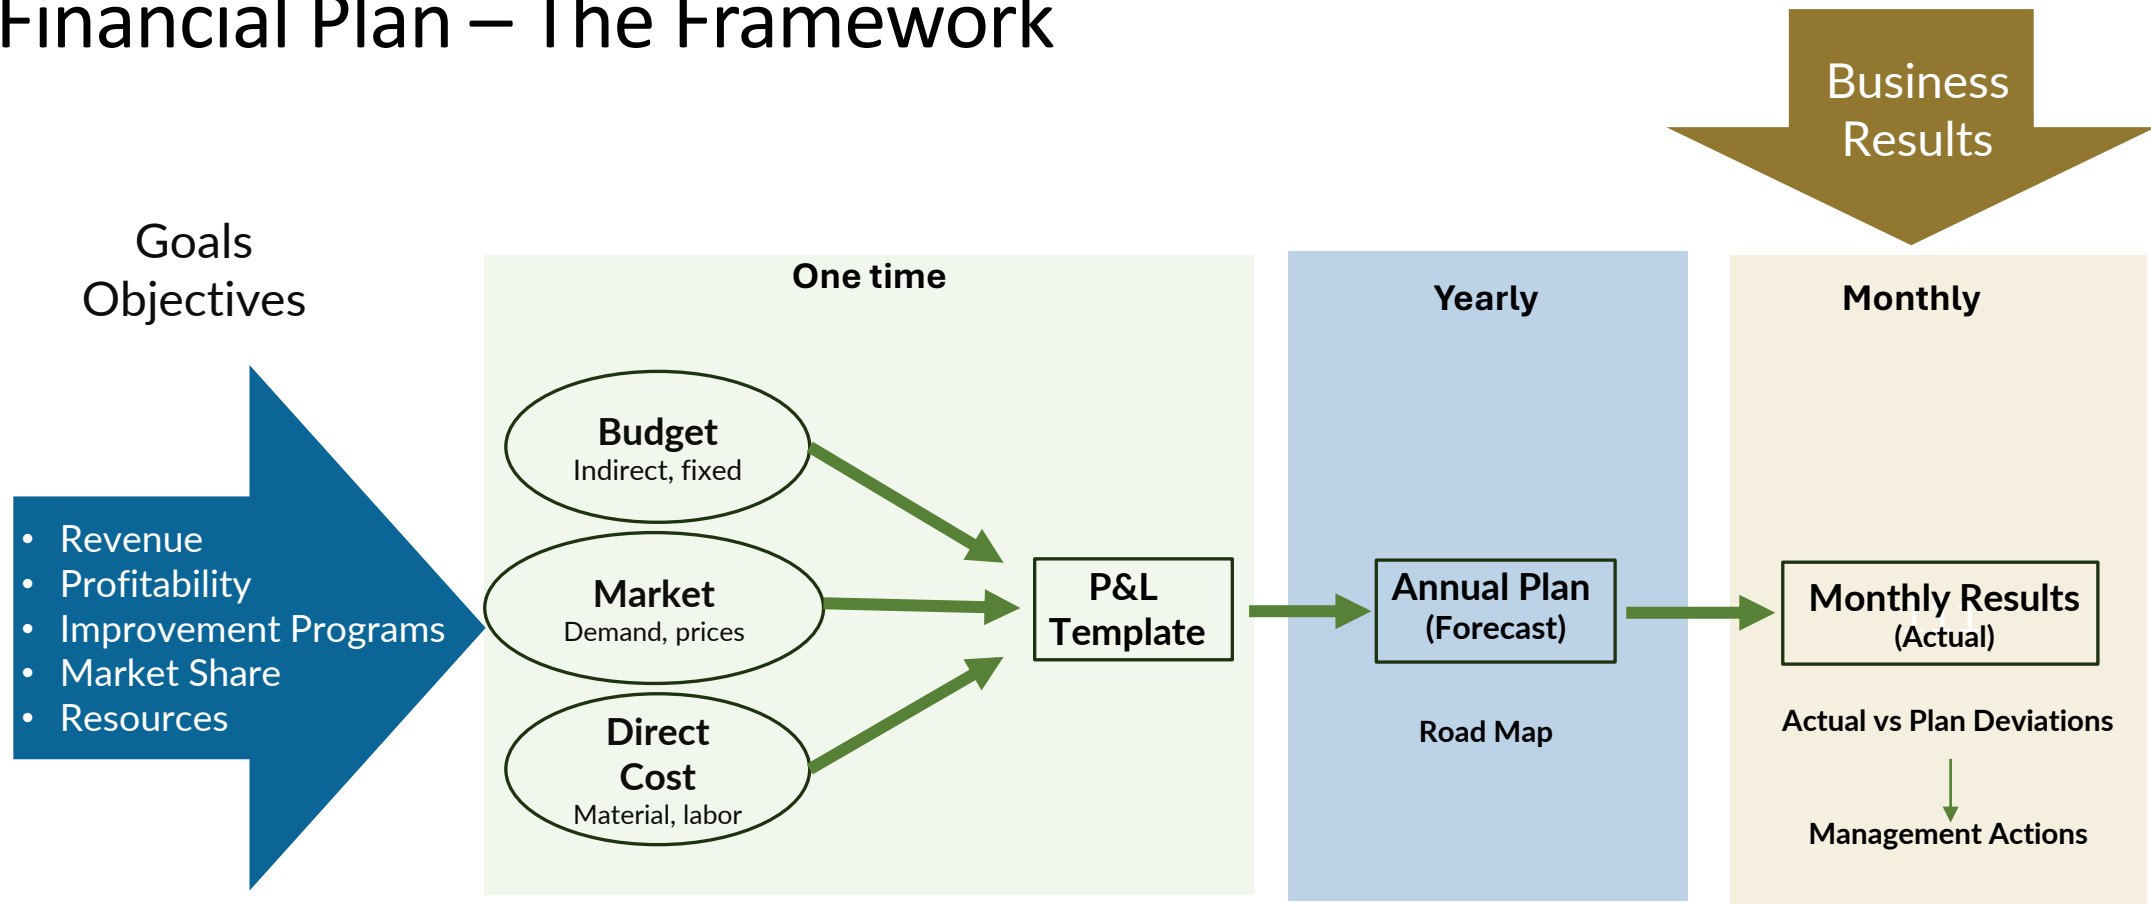 Financial Plan – The Framework
Business
Results
Goals
Objectives
• Revenue
• Profitability
• Improvement Programs
• Market Share
• Resources
One time
Budget
Indirect, fixed
Market
Demand, prices
Direct
Cost
Material, labor
P&L
Template
Yearly
Annual Plan
(Forecast)
Road Map
Monthly
Monthly Results
(Actual)
Actual vs Plan Deviations
Management Actions